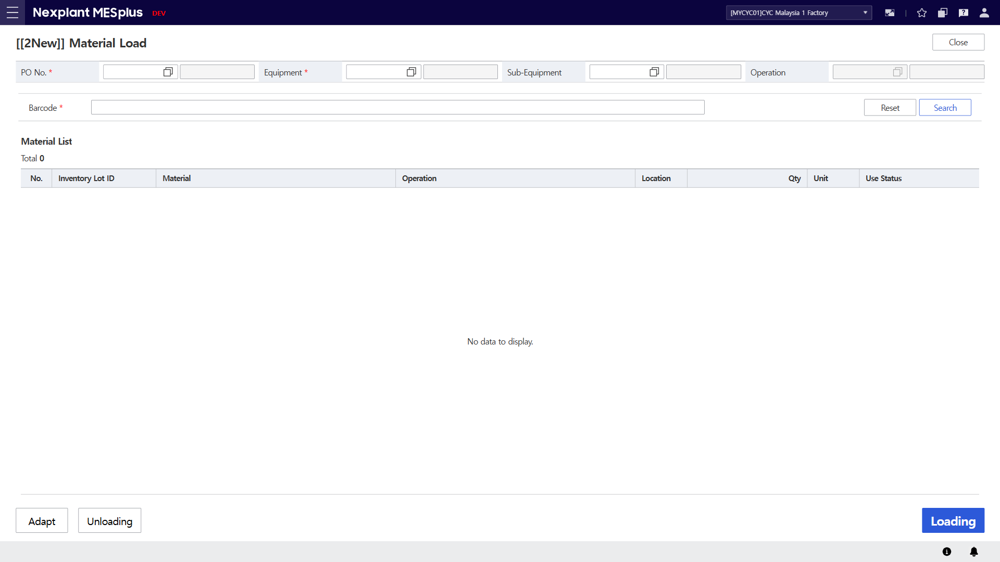 Nexplant MESplus DEV
[MYCYC01]CYC Malaysia 1 Factory
[[2New]] Material Load
Close
PO No. *
Equipment *
Sub-Equipment
Operation
Barcode *
Reset
Search
Material List
Total 0
No. Inventory Lot ID Material Operation Location Qty Unit Use Status
No data to display.
Adapt
Unloading
Loading